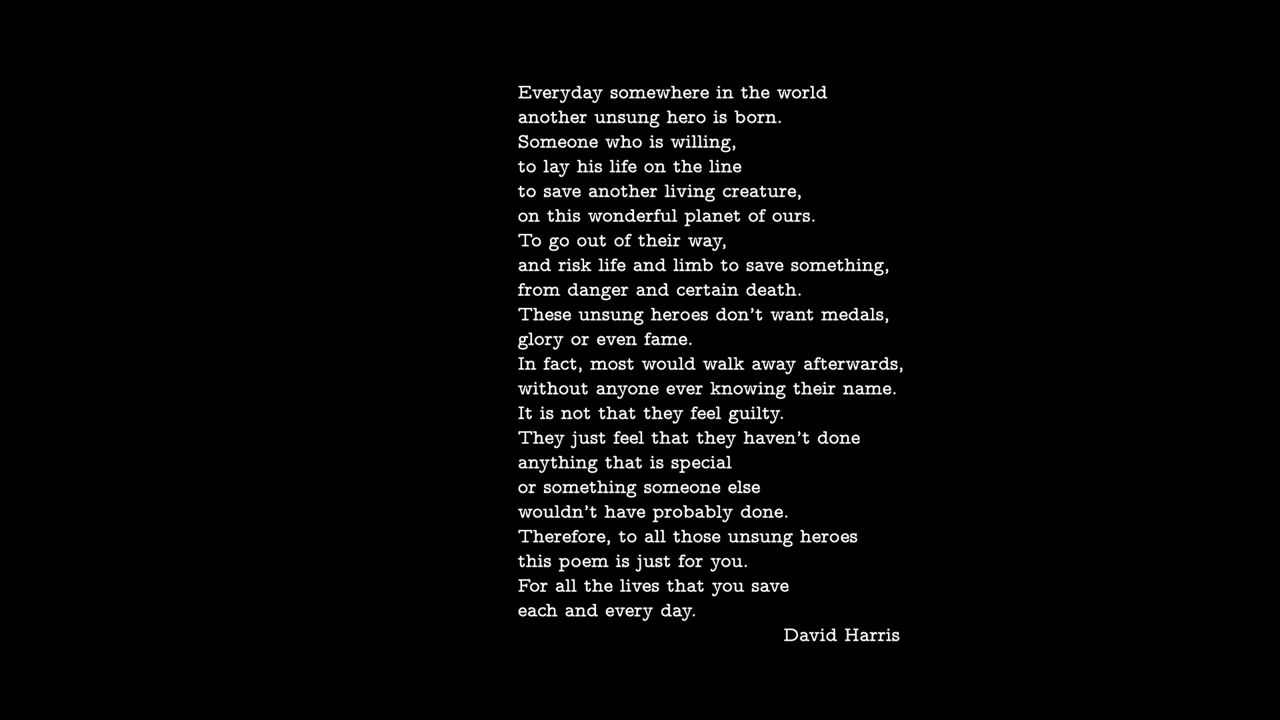 Everyday somewhere in the world
another unsung hero is born.
Someone who is willing,
to lay his life on the line
to save another living creature,
on this wonderful planet of ours.
To go out of their way,
and risk life and limb to save something,
from danger and certain death.
These unsung heroes don't want medals,
glory or even fame.
In fact, most would walk away afterwards,
without anyone ever knowing their name.
It is not that they feel guilty.
They just feel that they haven't done
anything that is special
or something someone else
wouldn't have probably done.
Therefore, to all those unsung heroes
this poem is just for you.
For all the lives that you save
each and every day.
David Harris